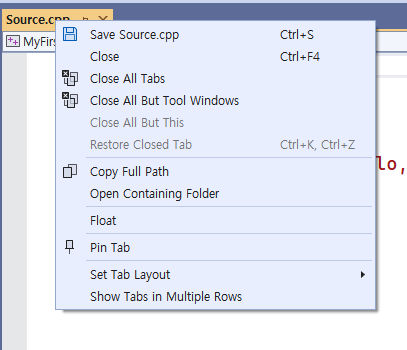 Source.cpp
MyFirs
Save Source.cpp Ctrl+S
Close Ctrl+F4
Close All Tabs
Close All But Tool Windows
Close All But This
Restore Closed Tab Ctrl+K, Ctrl+Z
Copy Full Path
lo,
Open Containing Folder
Float
Pin Tab
Set Tab Layout
Show Tabs in Multiple Rows